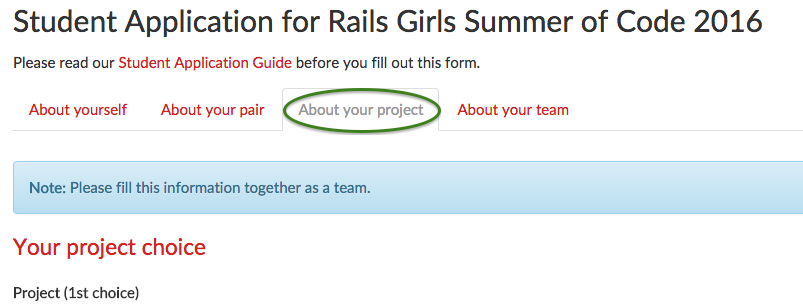 Student Application for Rails Girls Summer of Code 2016
Please read our Student Application Guide before you fill out this form.
About yourself About your pair About your project About your team
Note: Please fill this information together as a team.
Your project choice
Project (1st choice)